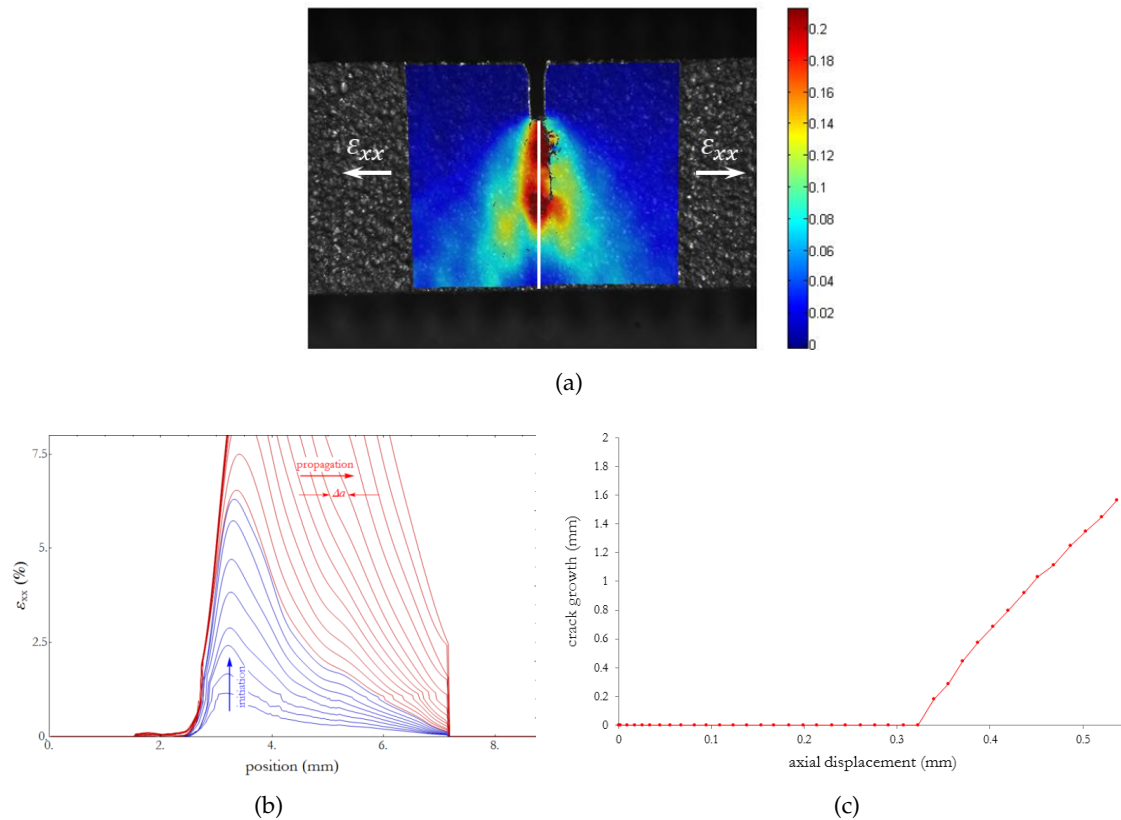 0.2
0.18
0.16
0.14
0.12
0.1
0.08
0.06
0.04
0.02
0
εxx
εxx
(a)
7.5
5.
2.5
0.
εxx (%)
propagation
Δa
initiation
0. 2. 4. 6. 8.
position (mm)
(b)
2
1.8
1.6
1.4
1.2
1
0.8
0.6
0.4
0.2
0
crack growth (mm)
0 0.1 0.2 0.3 0.4 0.5
axial displacement (mm)
(c)